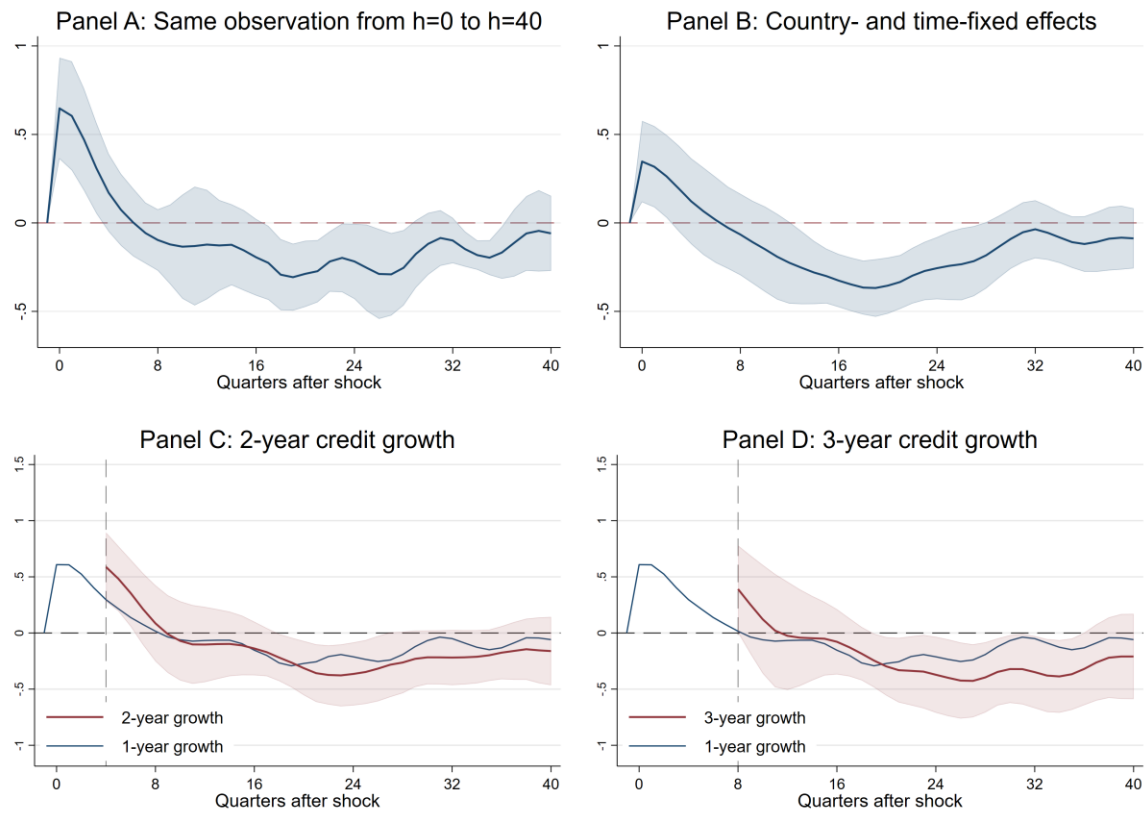 Panel A: Same observation from h=0 to h=40
1
.5
0
-.5
0 8 16 24 32 40
Quarters after shock
Panel B: Country- and time-fixed effects
1
.5
0
-.5
0 8 16 24 32 40
Quarters after shock
Panel C: 2-year credit growth
1.5
1
.5
0
-.5
-1
2-year growth
1-year growth
0 8 16 24 32 40
Quarters after shock
Panel D: 3-year credit growth
1.5
1
.5
0
-.5
-1
3-year growth
1-year growth
0 8 16 24 32 40
Quarters after shock